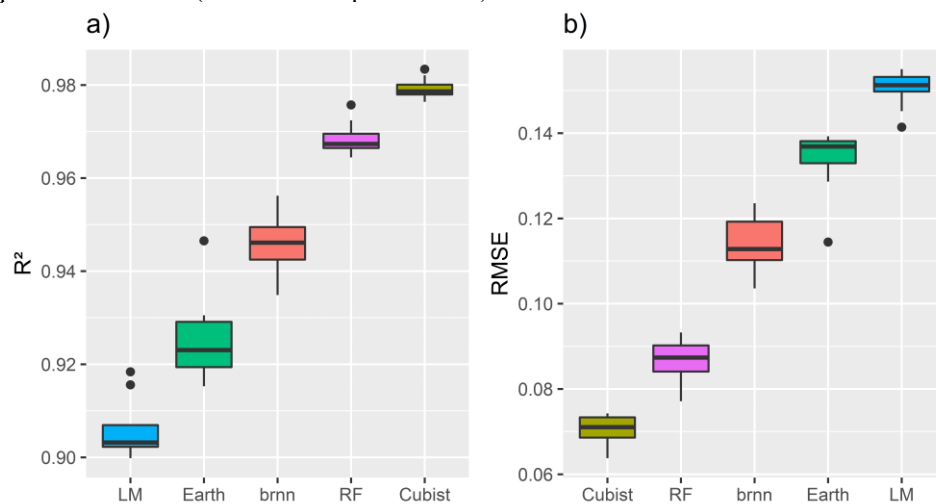 a)
b)
R²
0.98
0.96
0.94
0.92
0.90
LM Earth brnn RF Cubist
RMSE
0.14
0.12
0.10
0.08
0.06
Cubist RF brnn Earth LM